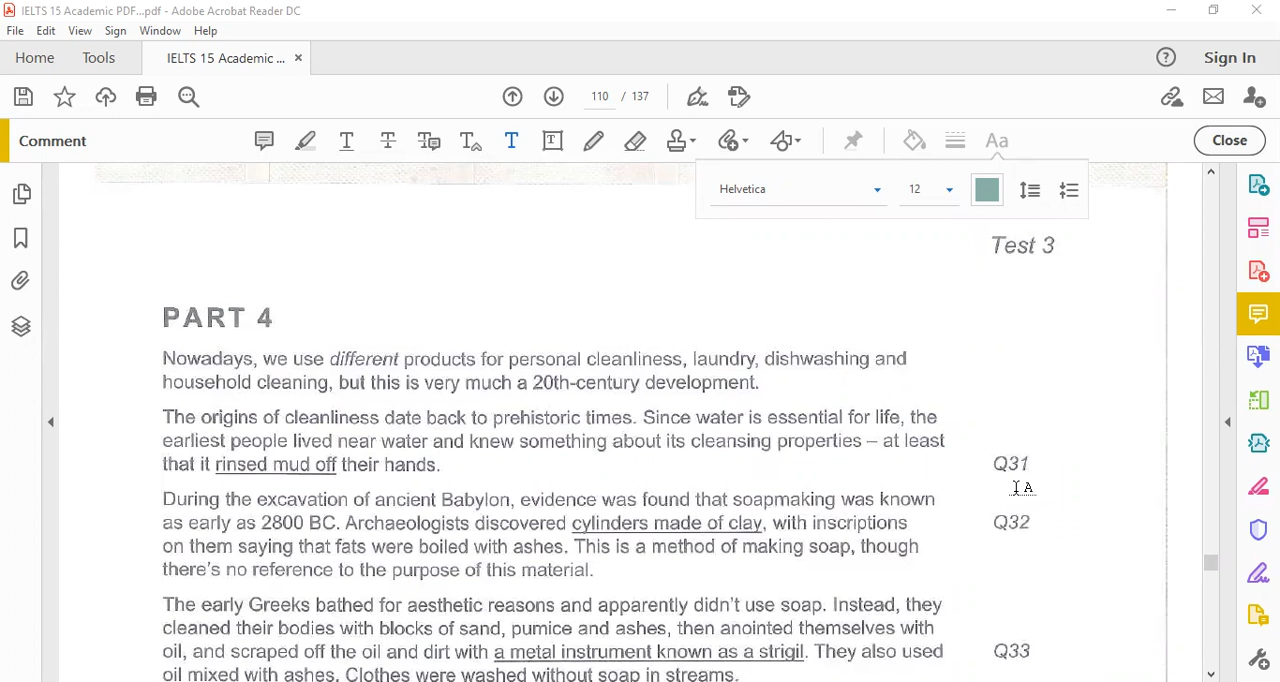 IELTS 15 Academic PDF...pdf - Adobe Acrobat Reader DC
File Edit View Sign Window Help
Home Tools IELTS 15 Academic ... × ? Sign In
110 / 137
Comment Close
Helvetica 12
Test 3
PART 4
Nowadays, we use different products for personal cleanliness, laundry, dishwashing and
household cleaning, but this is very much a 20th-century development.
The origins of cleanliness date back to prehistoric times. Since water is essential for life, the
earliest people lived near water and knew something about its cleansing properties – at least
that it rinsed mud off their hands. Q31
During the excavation of ancient Babylon, evidence was found that soapmaking was known
as early as 2800 BC. Archaeologists discovered cylinders made of clay, with inscriptions Q32
on them saying that fats were boiled with ashes. This is a method of making soap, though
there's no reference to the purpose of this material.
The early Greeks bathed for aesthetic reasons and apparently didn't use soap. Instead, they
cleaned their bodies with blocks of sand, pumice and ashes, then anointed themselves with
oil, and scraped off the oil and dirt with a metal instrument known as a strigil. They also used Q33
oil mixed with ashes. Clothes were washed without soap in streams.